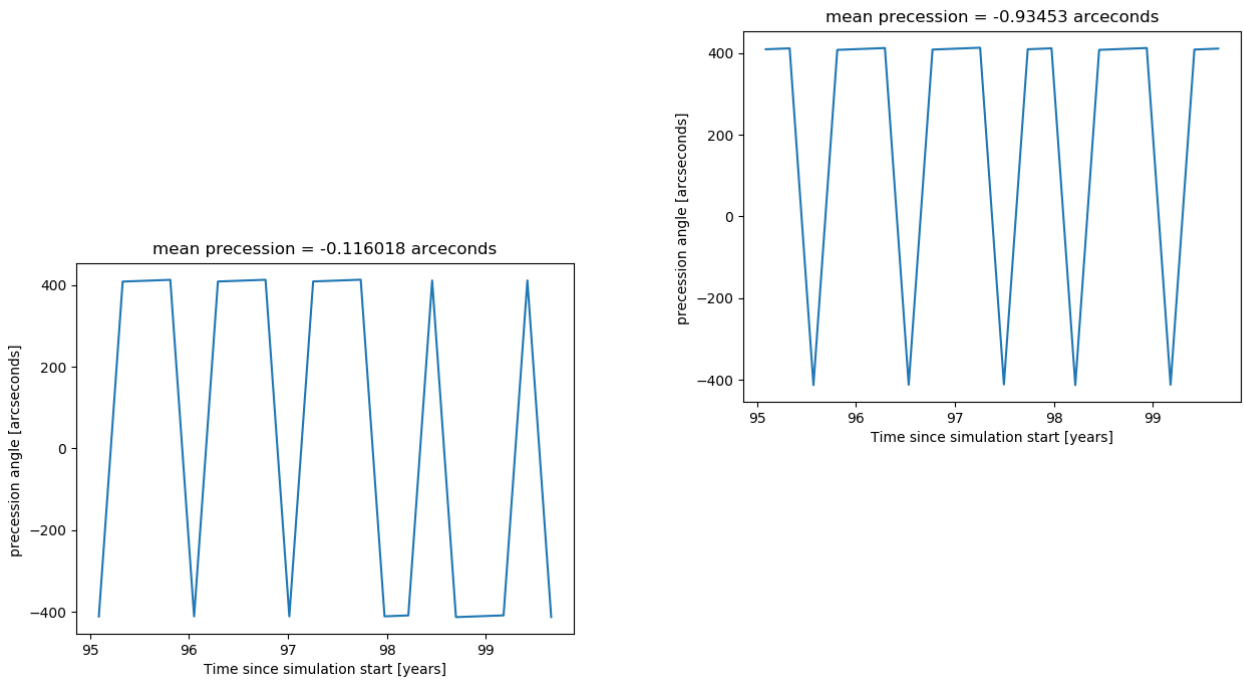 mean precession = -0.116018 arceconds
400
200
0
−200
−400
precession angle [arcseconds]
95 96 97 98 99
Time since simulation start [years]
mean precession = -0.93453 arceconds
400
200
0
−200
−400
precession angle [arcseconds]
95 96 97 98 99
Time since simulation start [years]